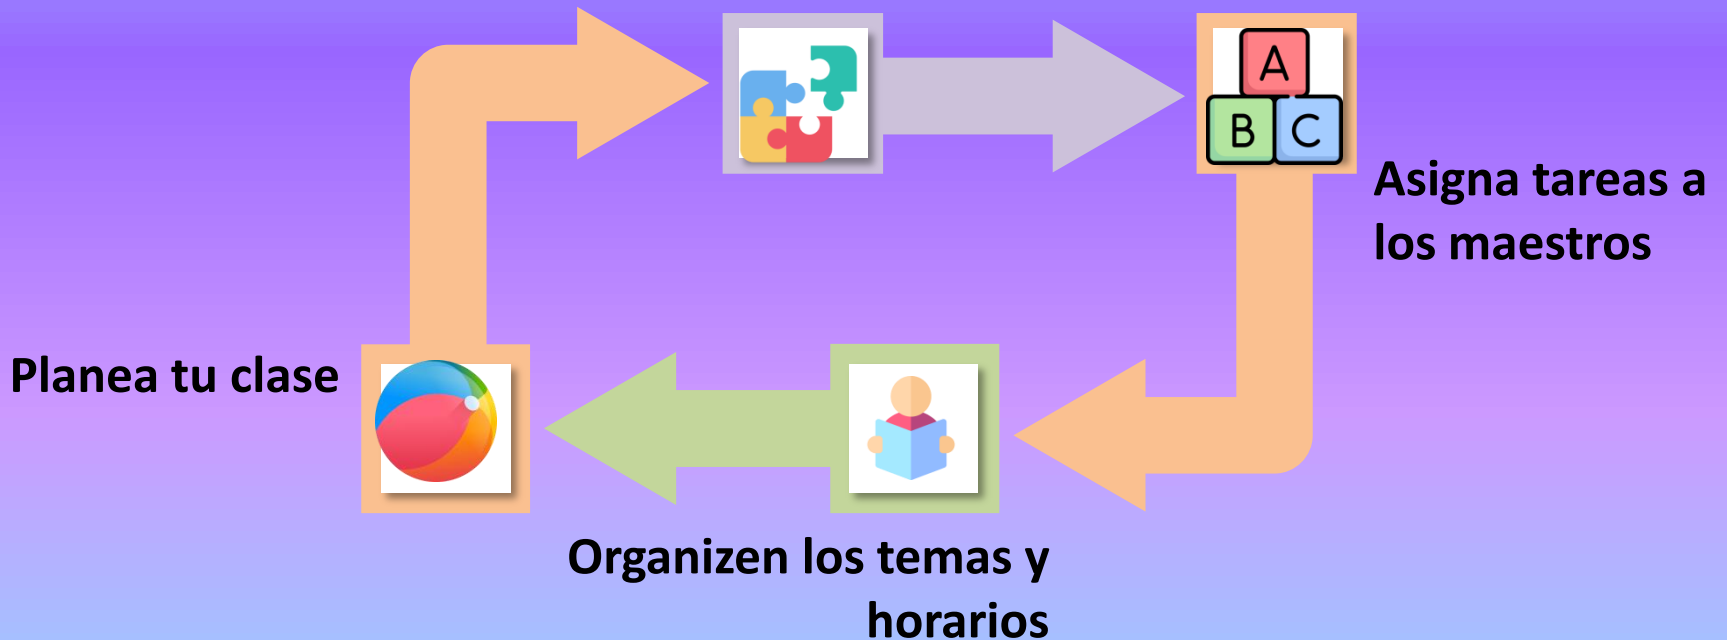 A
B C
Asigna tareas a
los maestros
Planea tu clase
Organizen los temas y
horarios